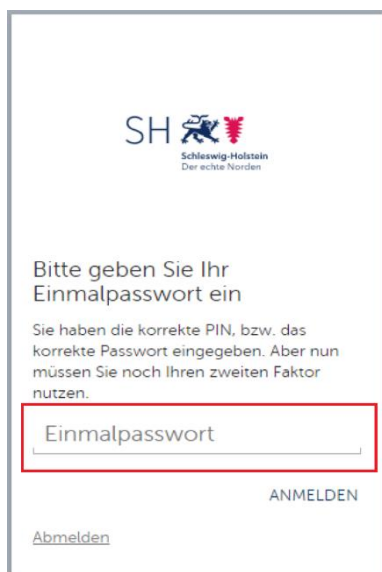 SH
Schleswig-Holstein
Der echte Norden
Bitte geben Sie Ihr
Einmalpasswort ein
Sie haben die korrekte PIN, bzw. das
korrekte Passwort eingegeben. Aber nun
müssen Sie noch Ihren zweiten Faktor
nutzen.
Einmalpasswort
ANMELDEN
Abmelden